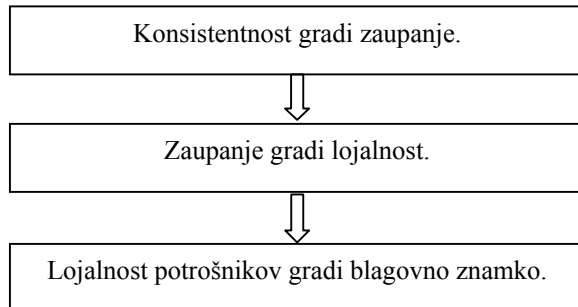 Konsistentnost gradi zaupanje.
Zaupanje gradi lojalnost.
Lojalnost potrošnikov gradi blagovno znamko.